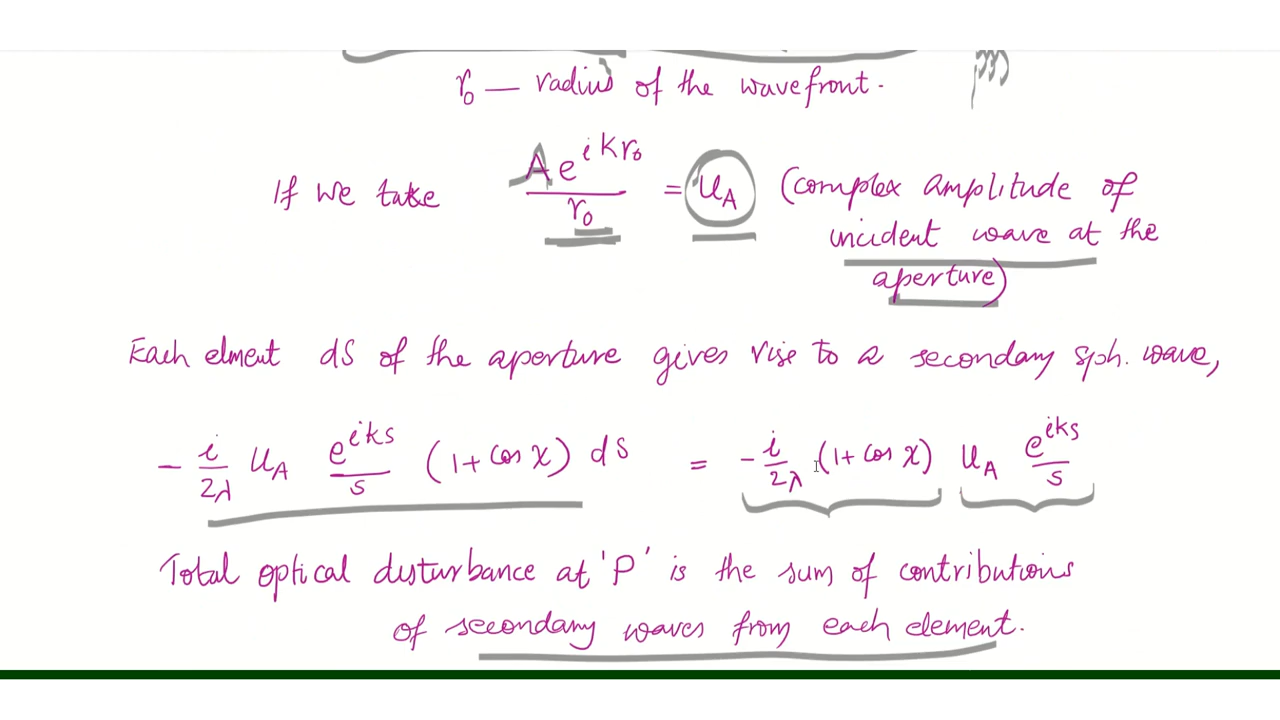 r₀ — radius of the wavefront.
If we take Ae^{ikr₀}/r₀ = U_A (complex amplitude of
incident wave at the
aperture)
Each elment dS of the aperture gives rise to a secondary sph. wave,
- i/2λ U_A e^{iks}/s (1 + cos χ) dS = - i/2λ (1 + cos χ) U_A e^{iks}/s
Total optical disturbance at 'P' is the sum of contributions
of secondary waves from each element.